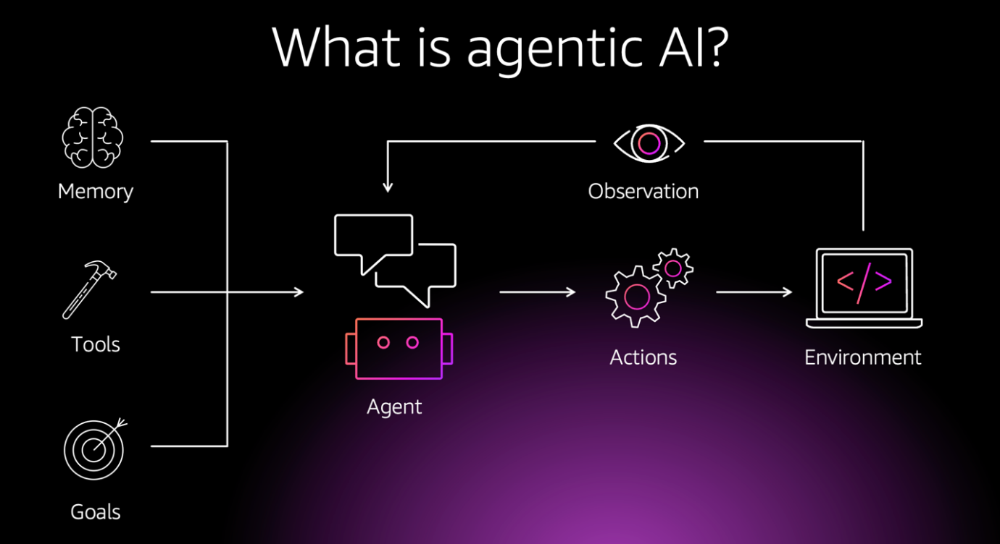 What is agentic AI?
Memory
Observation
Tools
</>
Actions
Environment
Agent
Goals